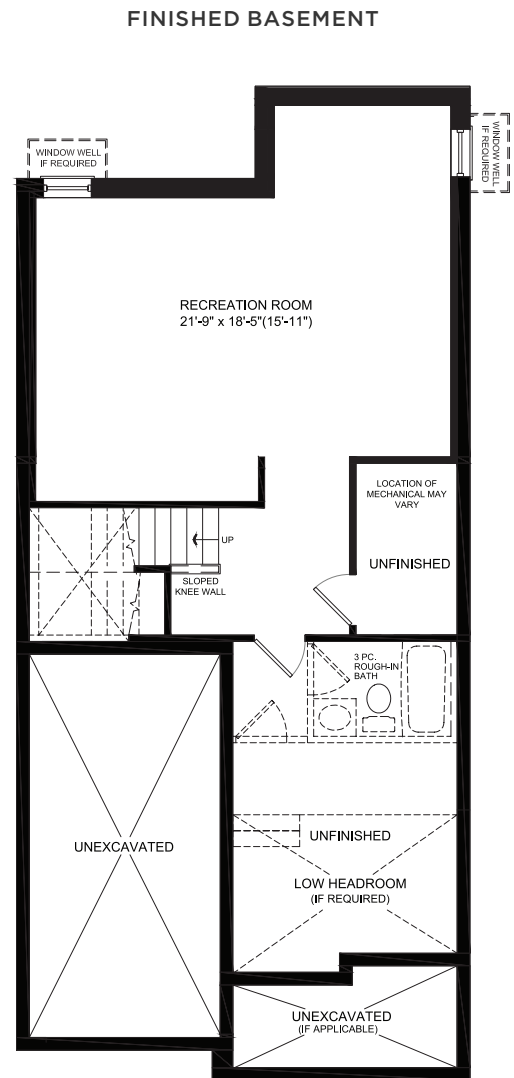 FINISHED BASEMENT
WINDOW WELL
IF REQUIRED
WINDOW WELL
IF REQUIRED
RECREATION ROOM
21'-9" x 18'-5"(15'-11")
LOCATION OF
MECHANICAL MAY
VARY
UP
UNFINISHED
SLOPED
KNEE WALL
3 PC.
ROUGH-IN
BATH
UNEXCAVATED
UNFINISHED
LOW HEADROOM
(IF REQUIRED)
UNEXCAVATED
(IF APPLICABLE)